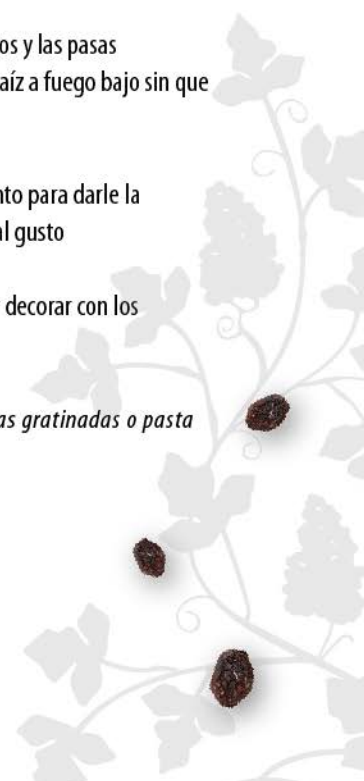 os y las pasas
aíz a fuego bajo sin que
nto para darle la
al gusto
decorar con los
as gratinadas o pasta